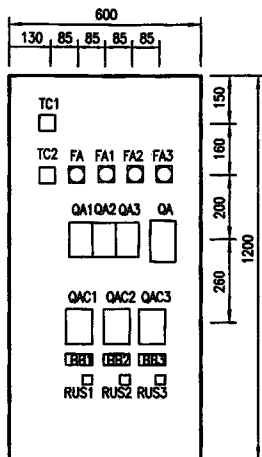 600
130 85 85 85 85
TC1
150
TC2 FA FA1 FA2 FA3
160
QA1 QA2 QA3 QA
200
1200
QAC1 QAC2 QAC3
260
BB1 BB2 BB3
RUS1 RUS2 RUS3